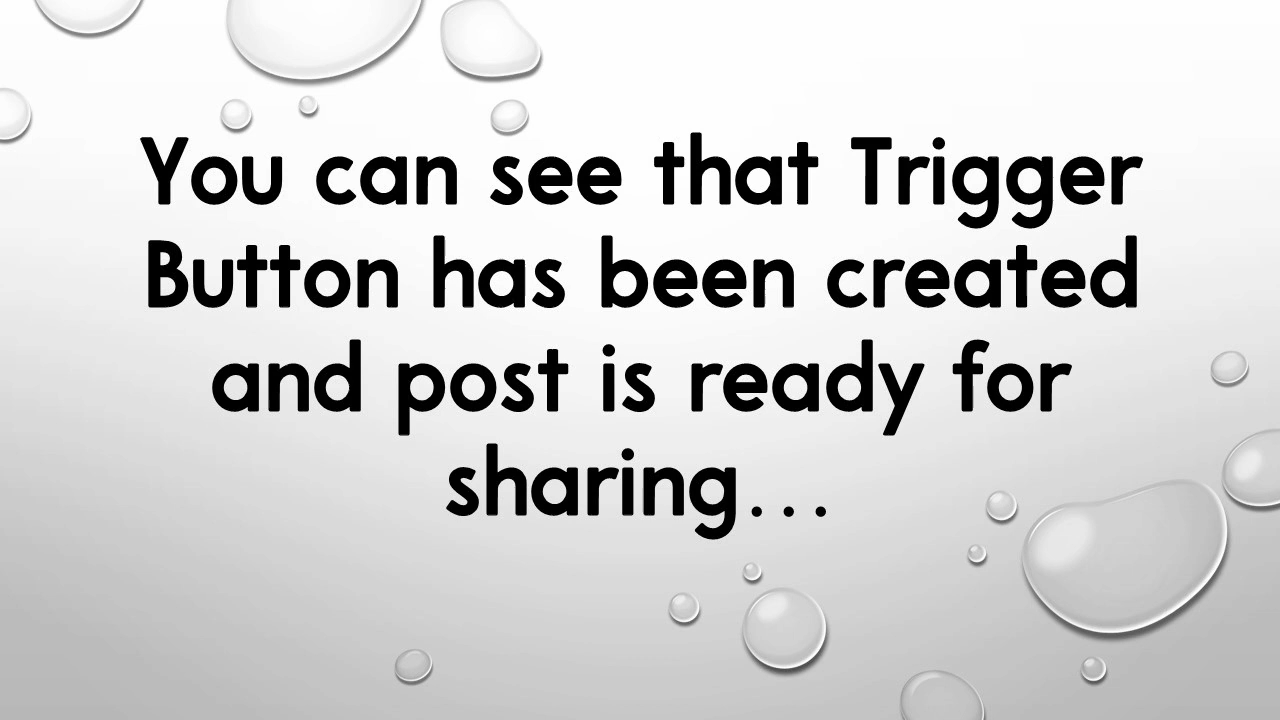 You can see that Trigger
Button has been created
and post is ready for
sharing...